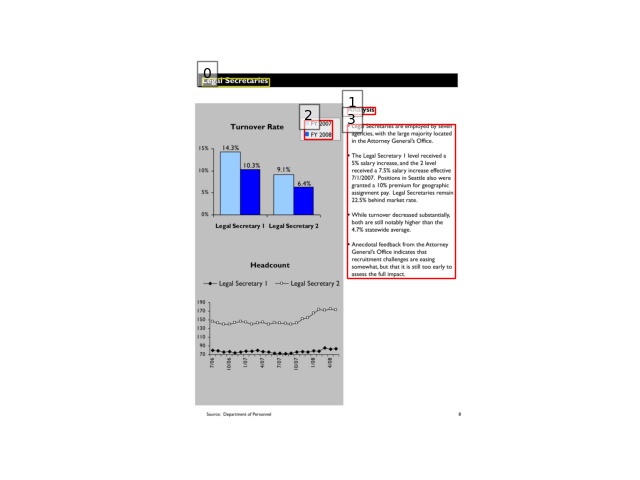 0
Legal Secretaries
1
Analysis
2
3
FY 2007
FY 2008
Turnover Rate
15%
10%
5%
0%
14.3%
10.3%
9.1%
6.4%
Legal Secretary 1 Legal Secretary 2
Headcount
Legal Secretary 1 Legal Secretary 2
190
170
150
130
110
90
70
7/06 10/06 1/07 4/07 7/07 10/07 1/08 4/08
• Legal Secretaries are employed by seven
agencies, with the large majority located
in the Attorney General's Office.
• The Legal Secretary 1 level received a
5% salary increase, and the 2 level
received a 7.5% salary increase effective
7/1/2007. Positions in Seattle also were
granted a 10% premium for geographic
assignment pay. Legal Secretaries remain
22.5% behind market rate.
• While turnover decreased substantially,
both are still notably higher than the
4.7% statewide average.
• Anecdotal feedback from the Attorney
General's Office indicates that
recruitment challenges are easing
somewhat, but that it is still too early to
assess the full impact.
Source: Department of Personnel
8